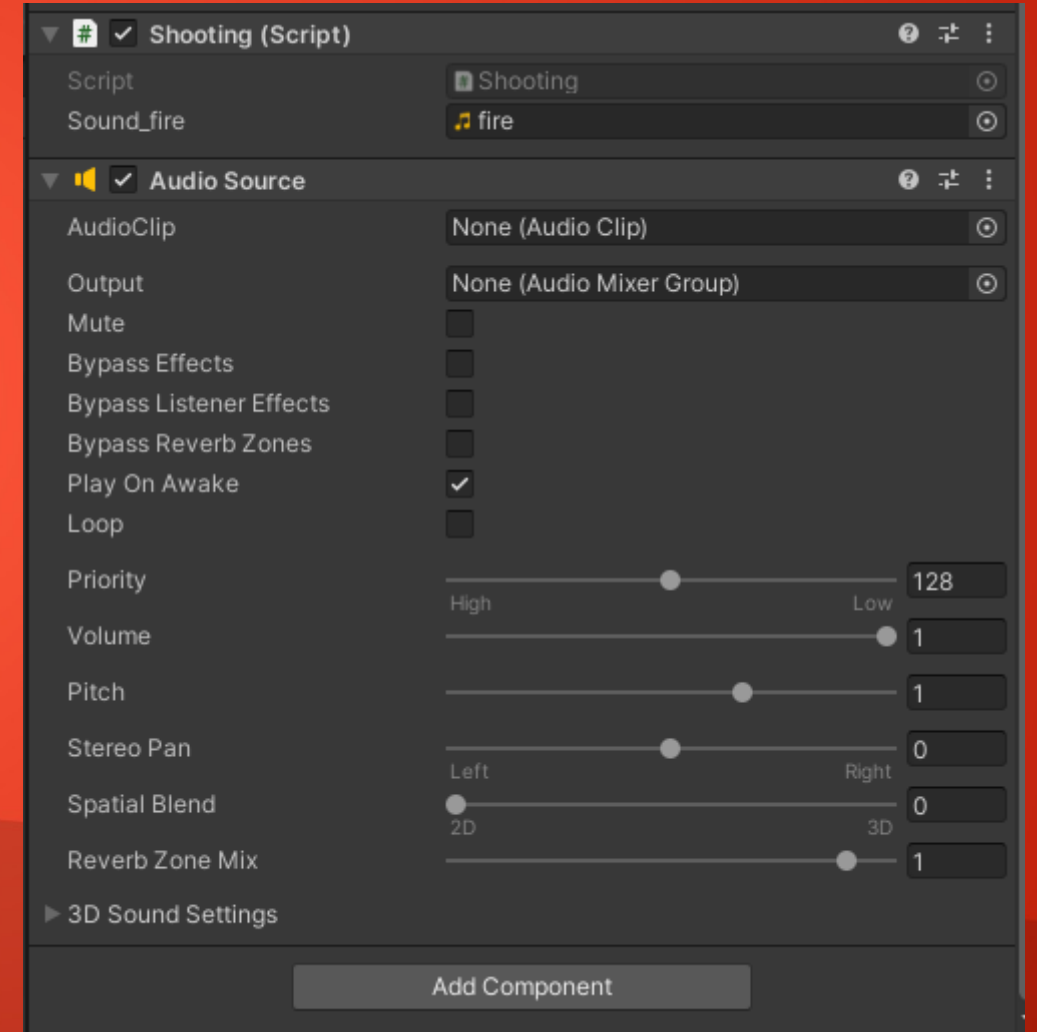 # Shooting (Script)
Script # Shooting
Sound_fire fire
Audio Source
AudioClip None (Audio Clip)
Output None (Audio Mixer Group)
Mute
Bypass Effects
Bypass Listener Effects
Bypass Reverb Zones
Play On Awake
Loop
Priority 128
High Low
Volume 1
Pitch 1
Stereo Pan 0
Left Right
Spatial Blend 0
2D 3D
Reverb Zone Mix 1
3D Sound Settings
Add Component